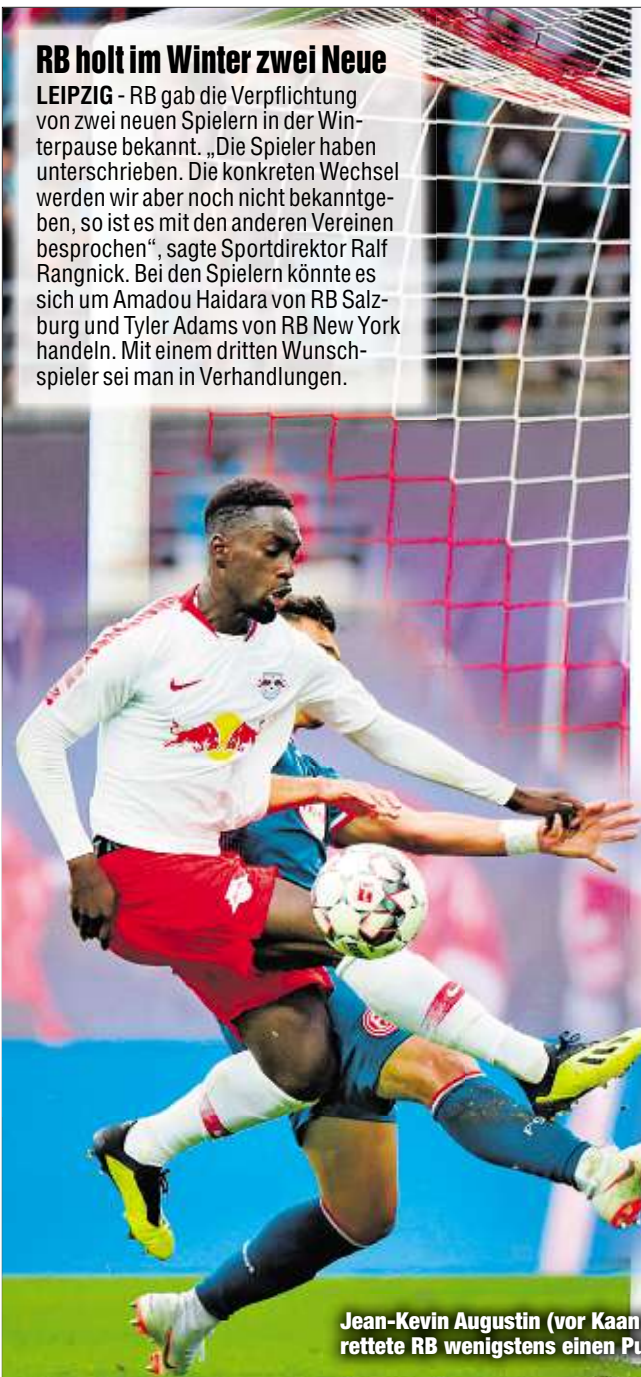 RB holt im Winter zwei Neue
LEIPZIG - RB gab die Verpflichtung
von zwei neuen Spielern in der Win-
terpause bekannt. „Die Spieler haben
unterschrieben. Die konkreten Wechsel
werden wir aber noch nicht bekanntge-
ben, so ist es mit den anderen Vereinen
besprochen“, sagte Sportdirektor Ralf
Rangnick. Bei den Spielern könnte es
sich um Amadou Haidara von RB Salz-
burg und Tyler Adams von RB New York
handeln. Mit einem dritten Wunsch-
spieler sei man in Verhandlungen.
Jean-Kevin Augustin (vor Kaan
rettete RB wenigstens einen Pu